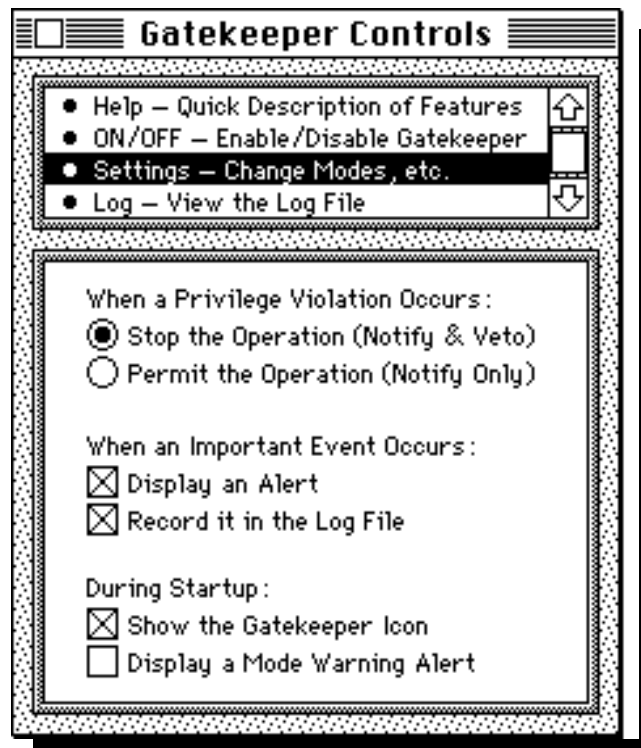 Gatekeeper Controls
● Help – Quick Description of Features
● ON/OFF – Enable/Disable Gatekeeper
● Settings – Change Modes, etc.
● Log – View the Log File
When a Privilege Violation Occurs:
Stop the Operation (Notify & Veto)
Permit the Operation (Notify Only)
When an Important Event Occurs:
Display an Alert
Record it in the Log File
During Startup:
Show the Gatekeeper Icon
Display a Mode Warning Alert